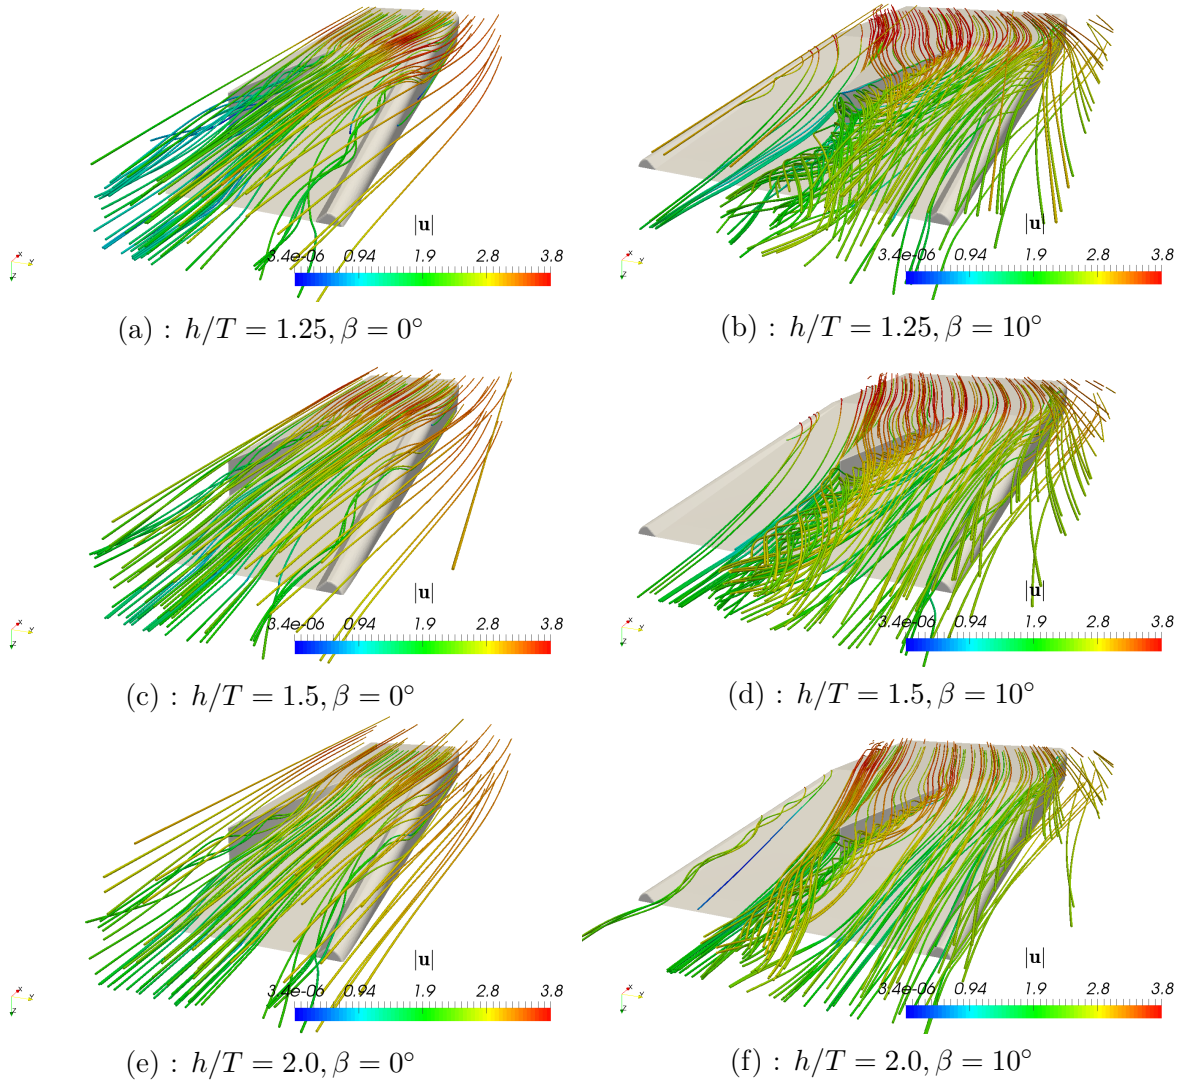 |u|
3.4e-06 0.94 1.9 2.8 3.8
X
Y
Z
(a) : h/T = 1.25, β = 0°
|u|
3.4e-06 0.94 1.9 2.8 3.8
X
Y
Z
(b) : h/T = 1.25, β = 10°
|u|
3.4e-06 0.94 1.9 2.8 3.8
X
Y
Z
(c) : h/T = 1.5, β = 0°
|u|
3.4e-06 0.94 1.9 2.8 3.8
X
Y
Z
(d) : h/T = 1.5, β = 10°
|u|
3.4e-06 0.94 1.9 2.8 3.8
X
Y
Z
(e) : h/T = 2.0, β = 0°
|u|
3.4e-06 0.94 1.9 2.8 3.8
X
Y
Z
(f) : h/T = 2.0, β = 10°